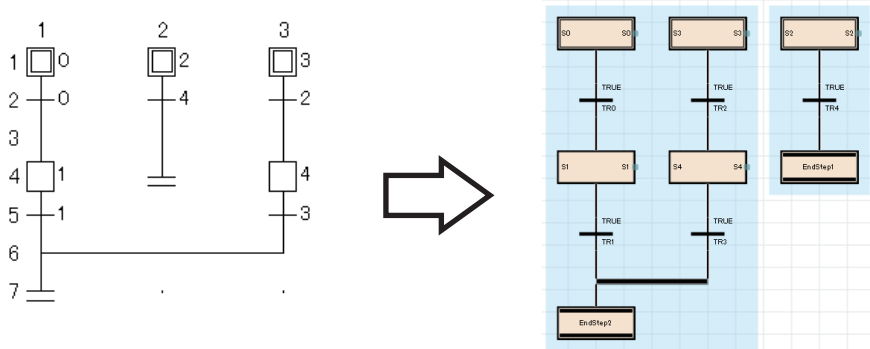 1 2 3
1 0 2 3
2 0 4 2
3
4 1 4
5 1 3
6
7
S0 S0 S3 S3 S2 S2
TRUE TRUE TRUE
TR0 TR2 TR4
S1 S1 S4 S4 EndStep1
TRUE TRUE
TR1 TR3
EndStep2